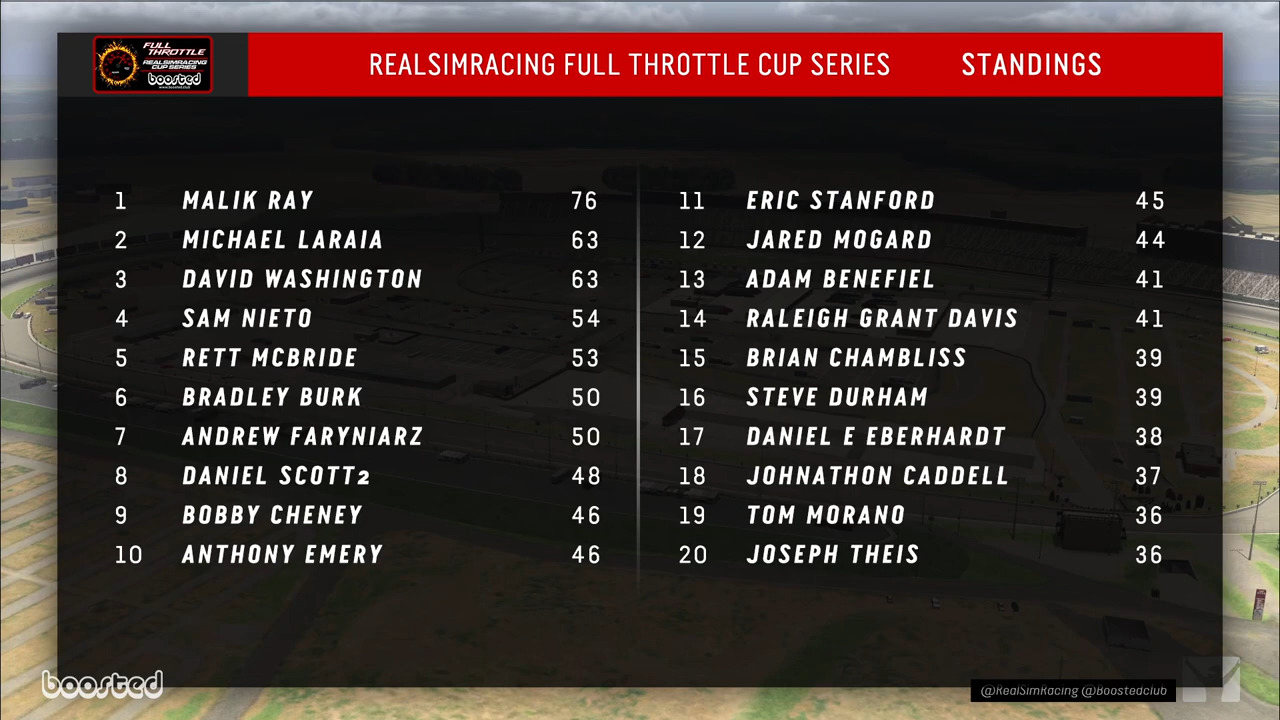 FULL THROTTLE
REALSIMRACING
CUP SERIES
boosted
www.boosted.club
REALSIMRACING FULL THROTTLE CUP SERIES STANDINGS
1 MALIK RAY 76
2 MICHAEL LARAIA 63
3 DAVID WASHINGTON 63
4 SAM NIETO 54
5 RETT MCBRIDE 53
6 BRADLEY BURK 50
7 ANDREW FARYNIARZ 50
8 DANIEL SCOTT2 48
9 BOBBY CHENEY 46
10 ANTHONY EMERY 46
11 ERIC STANFORD 45
12 JARED MOGARD 44
13 ADAM BENEFIEL 41
14 RALEIGH GRANT DAVIS 41
15 BRIAN CHAMBLISS 39
16 STEVE DURHAM 39
17 DANIEL E EBERHARDT 38
18 JOHNATHON CADDELL 37
19 TOM MORANO 36
20 JOSEPH THEIS 36
boosted
@RealSimRacing @Boostedclub